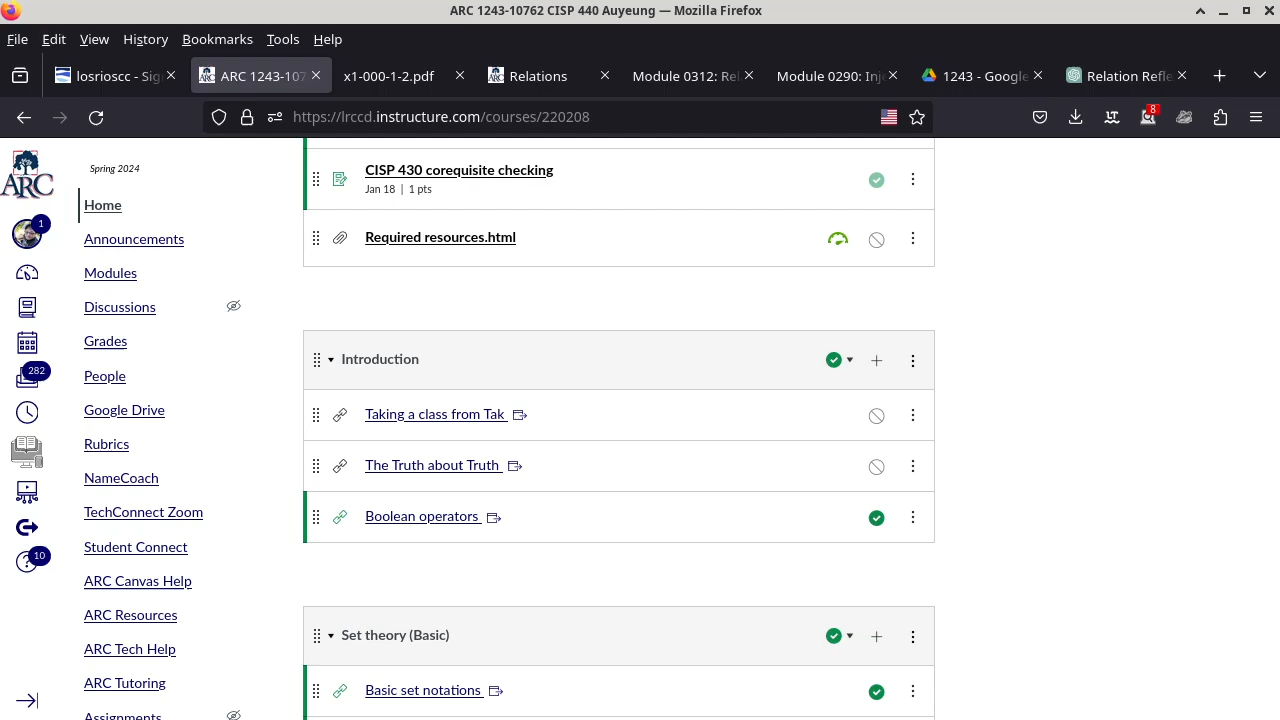 ARC 1243-10762 CISP 440 Auyeung — Mozilla Firefox
File Edit View History Bookmarks Tools Help
losrioscc - Sig ARC 1243-107 x1-000-1-2.pdf Relations Module 0312: Rel Module 0290: Inj 1243 - Google Relation Refle
https://lrccd.instructure.com/courses/220208
8
ARC
Spring 2024
1
282
10
Home
Announcements
Modules
Discussions
Grades
People
Google Drive
Rubrics
NameCoach
TechConnect Zoom
Student Connect
ARC Canvas Help
ARC Resources
ARC Tech Help
ARC Tutoring
Assignments
CISP 430 corequisite checking
Jan 18 | 1 pts
Required resources.html
Introduction
Taking a class from Tak
The Truth about Truth
Boolean operators
Set theory (Basic)
Basic set notations